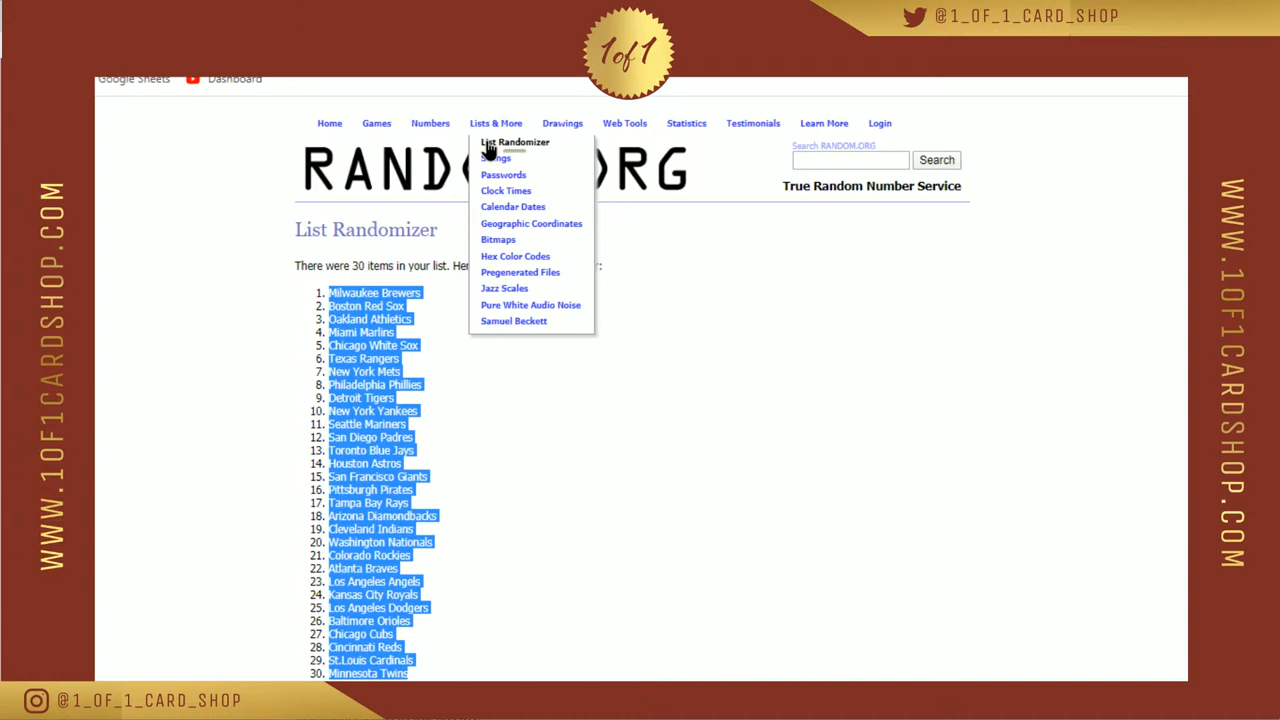 @1_OF_1_CARD_SHOP
1of1
Google Sheets Dashboard
Home Games Numbers Lists & More Drawings Web Tools Statistics Testimonials Learn More Login
List Randomizer
Passwords
Clock Times
Calendar Dates
Geographic Coordinates
Bitmaps
Hex Color Codes
Pregenerated Files
Jazz Scales
Pure White Audio Noise
Samuel Beckett
Search RANDOM.ORG
Search
True Random Number Service
List Randomizer
There were 30 items in your list. Her
1. Milwaukee Brewers
2. Boston Red Sox
3. Oakland Athletics
4. Miami Marlins
5. Chicago White Sox
6. Texas Rangers
7. New York Mets
8. Philadelphia Phillies
9. Detroit Tigers
10. New York Yankees
11. Seattle Mariners
12. San Diego Padres
13. Toronto Blue Jays
14. Houston Astros
15. San Francisco Giants
16. Pittsburgh Pirates
17. Tampa Bay Rays
18. Arizona Diamondbacks
19. Cleveland Indians
20. Washington Nationals
21. Colorado Rockies
22. Atlanta Braves
23. Los Angeles Angels
24. Kansas City Royals
25. Los Angeles Dodgers
26. Baltimore Orioles
27. Chicago Cubs
28. Cincinnati Reds
29. St.Louis Cardinals
30. Minnesota Twins
WWW.1OF1CARDSHOP.COM
WWW.1OF1CARDSHOP.COM
@1_OF_1_CARD_SHOP